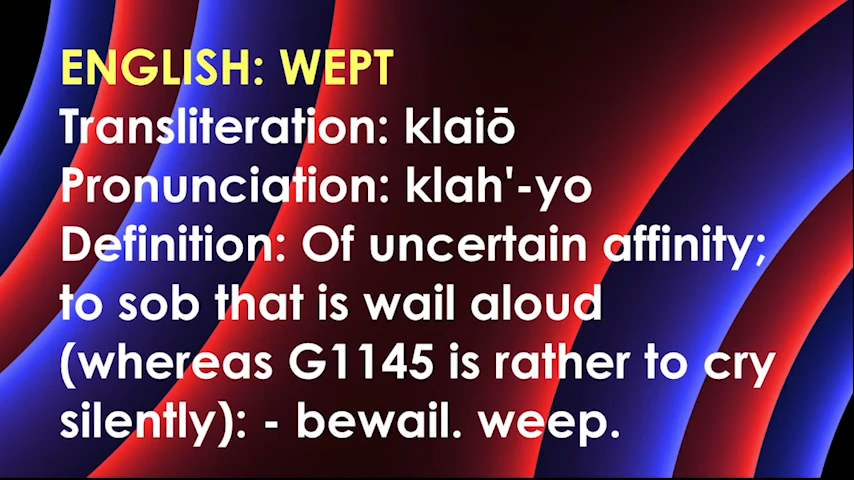 ENGLISH: WEPT
Transliteration: klaiō
Pronunciation: klah'-yo
Definition: Of uncertain affinity;
to sob that is wail aloud
(whereas G1145 is rather to cry
silently): - bewail. weep.